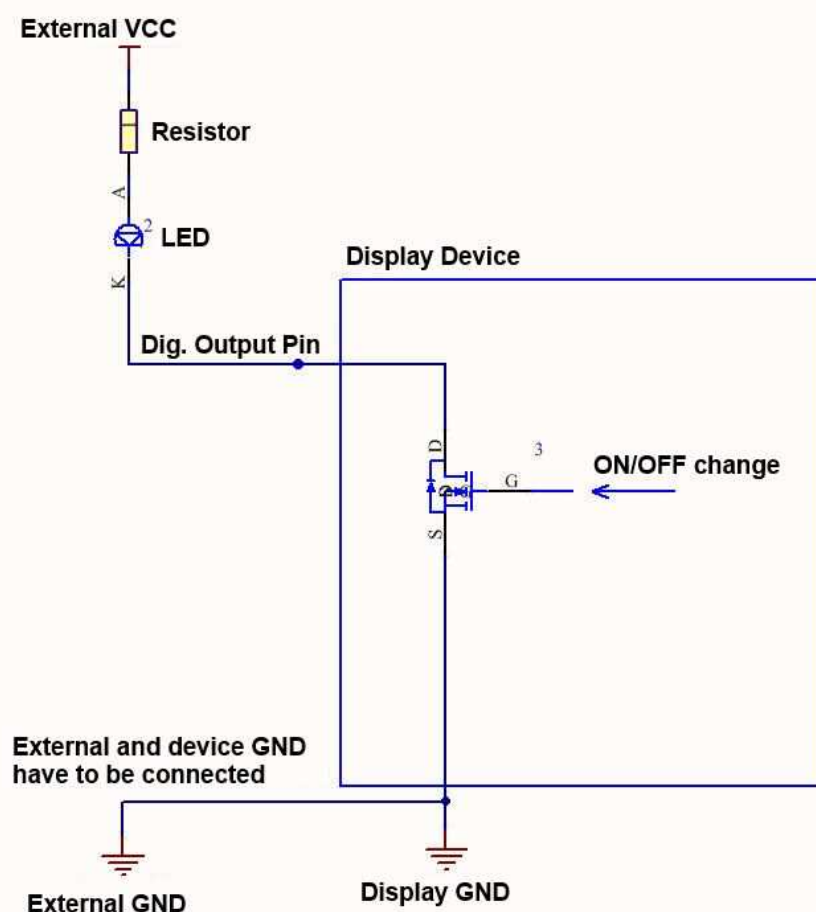 External VCC
Resistor
A
2
LED
K
Display Device
Dig. Output Pin
D
3
ON/OFF change
G
S
External and device GND
have to be connected
External GND
Display GND